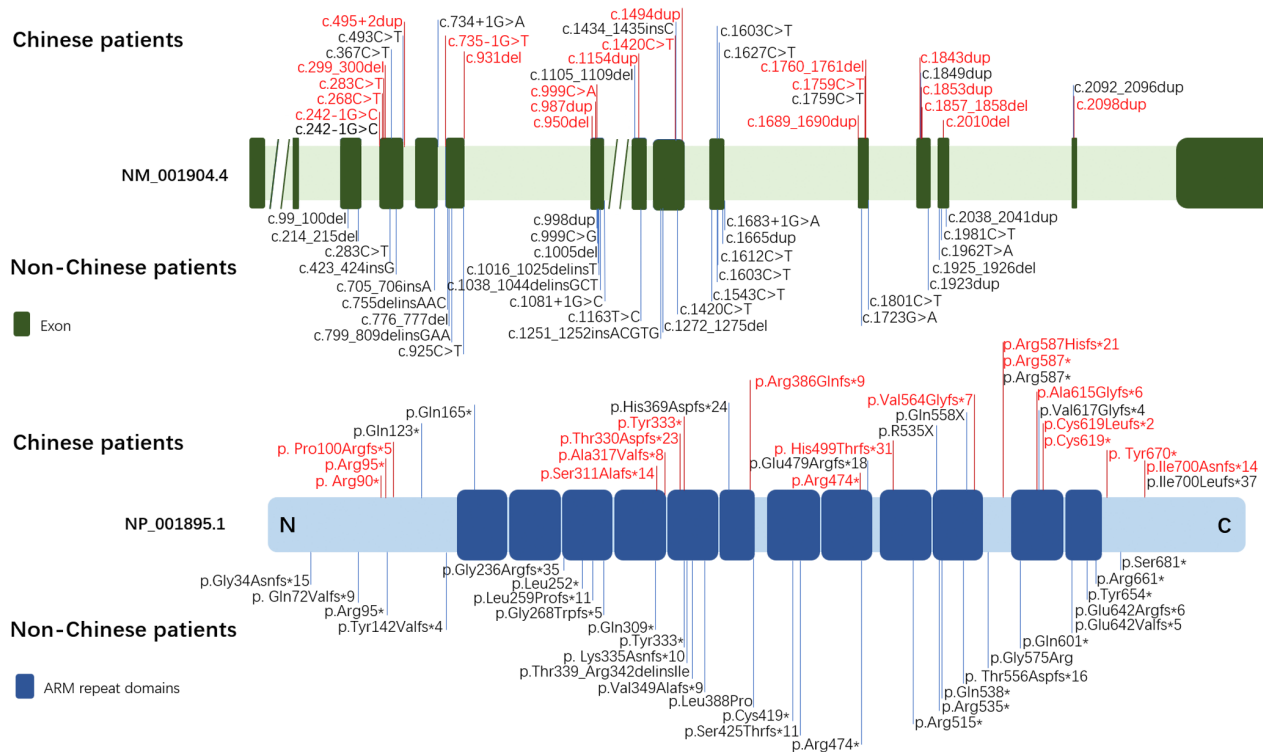 Chinese patients
c.495+2dup
c.493C>T
c.367C>T
c.299_300del
c.283C>T
c.268C>T
c.242-1G>C
c.242-1G>C
c.734+1G>A
c.735-1G>T
c.931del
c.1494dup
c.1434_1435insC
c.1420C>T
c.1154dup
c.1105_1109del
c.999C>A
c.987dup
c.950del
c.1603C>T
c.1627C>T
c.1760_1761del
c.1759C>T
c.1759C>T
c.1689_1690dup
c.1843dup
c.1849dup
c.1853dup
c.1857_1858del
c.2010del
c.2092_2096dup
c.2098dup
NM_001904.4
Non-Chinese patients
c.99_100del
c.214_215del
c.283C>T
c.423_424insG
c.705_706insA
c.755delinsAAC
c.776_777del
c.799_809delinsGAA
c.925C>T
c.998dup
c.999C>G
c.1005del
c.1016_1025delinsT
c.1038_1044delinsGCT
c.1081+1G>C
c.1163T>C
c.1251_1252insACGTG
c.1272_1275del
c.1420C>T
c.1543C>T
c.1603C>T
c.1612C>T
c.1665dup
c.1683+1G>A
c.1801C>T
c.1723G>A
c.2038_2041dup
c.1981C>T
c.1962T>A
c.1925_1926del
c.1923dup
Exon
Chinese patients
p.Gln165*
p.Gln123*
p. Pro100Argfs*5
p.Arg95*
p. Arg90*
p.Arg386Glnfs*9
p.His369Aspfs*24
p.Tyr333*
p.Thr330Aspfs*23
p.Ala317Valfs*8
p.Ser311Alafs*14
p.Val564Glyfs*7
p.Gln558X
p.R535X
p. His499Thrfs*31
p.Glu479Argfs*18
p.Arg474*
p.Arg587Hisfs*21
p.Arg587*
p.Arg587*
p.Ala615Glyfs*6
p.Val617Glyfs*4
p.Cys619Leufs*2
p.Cys619*
p. Tyr670*
p.Ile700Asnfs*14
p.Ile700Leufs*37
NP_001895.1
N
C
Non-Chinese patients
p.Gly34Asnfs*15
p. Gln72Valfs*9
p.Arg95*
p.Tyr142Valfs*4
p.Gly236Argfs*35
p.Leu252*
p.Leu259Profs*11
p.Gly268Trpfs*5
p.Gln309*
p.Tyr333*
p. Lys335Asnfs*10
p.Thr339_Arg342delinsIle
p.Val349Alafs*9
p.Leu388Pro
p.Cys419*
p.Ser425Thrfs*11
p.Arg474*
p.Arg515*
p.Arg535*
p.Gln538*
p. Thr556Aspfs*16
p.Gly575Arg
p.Gln601*
p.Glu642Valfs*5
p.Glu642Argfs*6
p.Tyr654*
p.Arg661*
p.Ser681*
ARM repeat domains